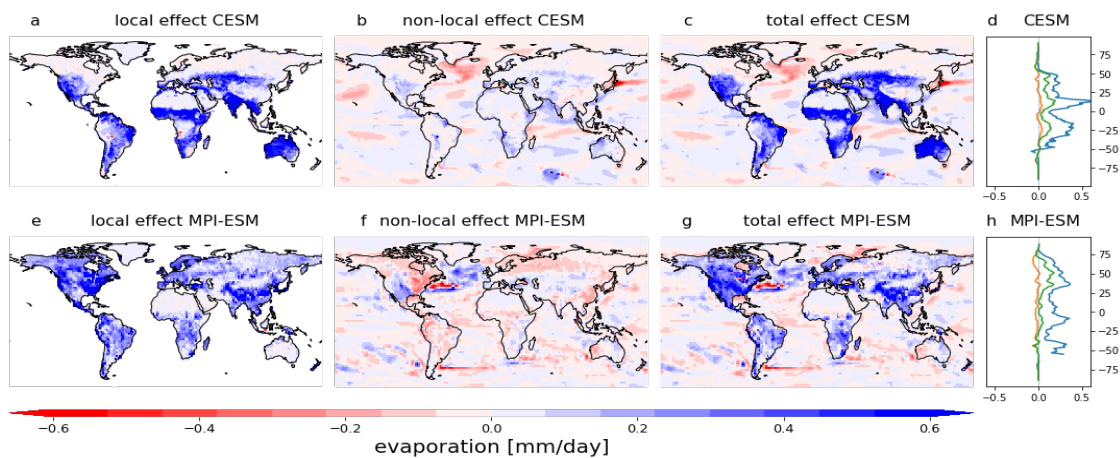 a local effect CESM b non-local effect CESM c total effect CESM d CESM
75
50
25
0
−25
−50
−75
−0.5 0.0 0.5
e local effect MPI-ESM f non-local effect MPI-ESM g total effect MPI-ESM h MPI-ESM
75
50
25
0
−25
−50
−75
−0.5 0.0 0.5
−0.6 −0.4 −0.2 0.0 0.2 0.4 0.6
evaporation [mm/day]